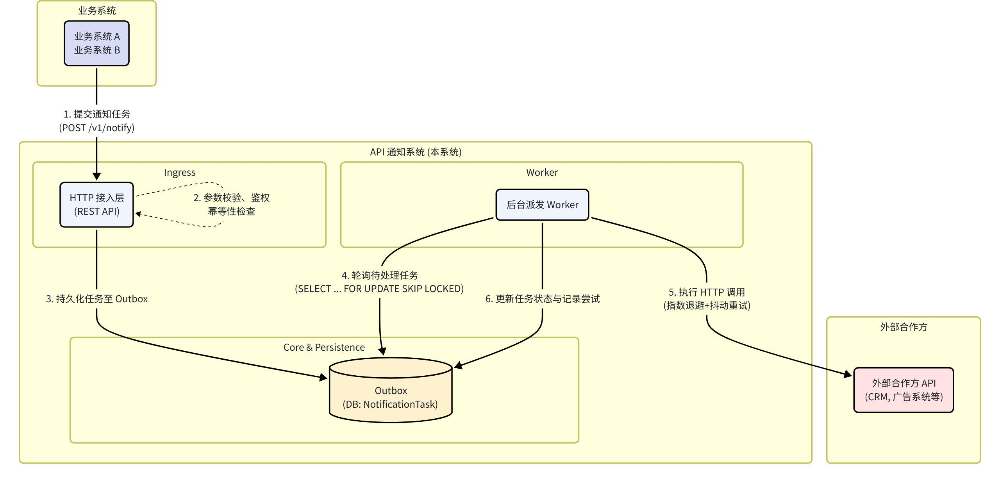 业务系统
业务系统 A
业务系统 B
1. 提交通知任务
(POST /v1/notify)
API 通知系统 (本系统)
Ingress
HTTP 接入层
(REST API)
2. 参数校验、鉴权
幂等性检查
Worker
后台派发 Worker
3. 持久化任务至 Outbox
4. 轮询待处理任务
(SELECT ... FOR UPDATE SKIP LOCKED)
6. 更新任务状态与记录尝试
5. 执行 HTTP 调用
(指数退避+抖动重试)
Core & Persistence
Outbox
(DB: NotificationTask)
外部合作方
外部合作方 API
(CRM, 广告系统等)